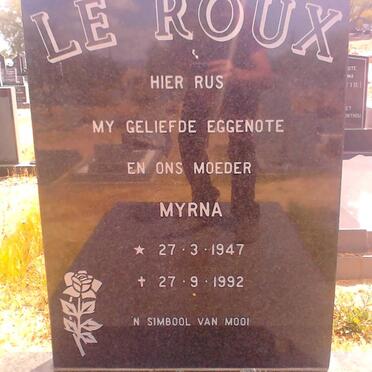 LE ROUX
HIER RUS
MY GELIEFDE EGGENOTE
EN ONS MOEDER
MYRNA
★ 27·3·1947
✝ 27·9·1992
'N SIMBOOL VAN MOOI